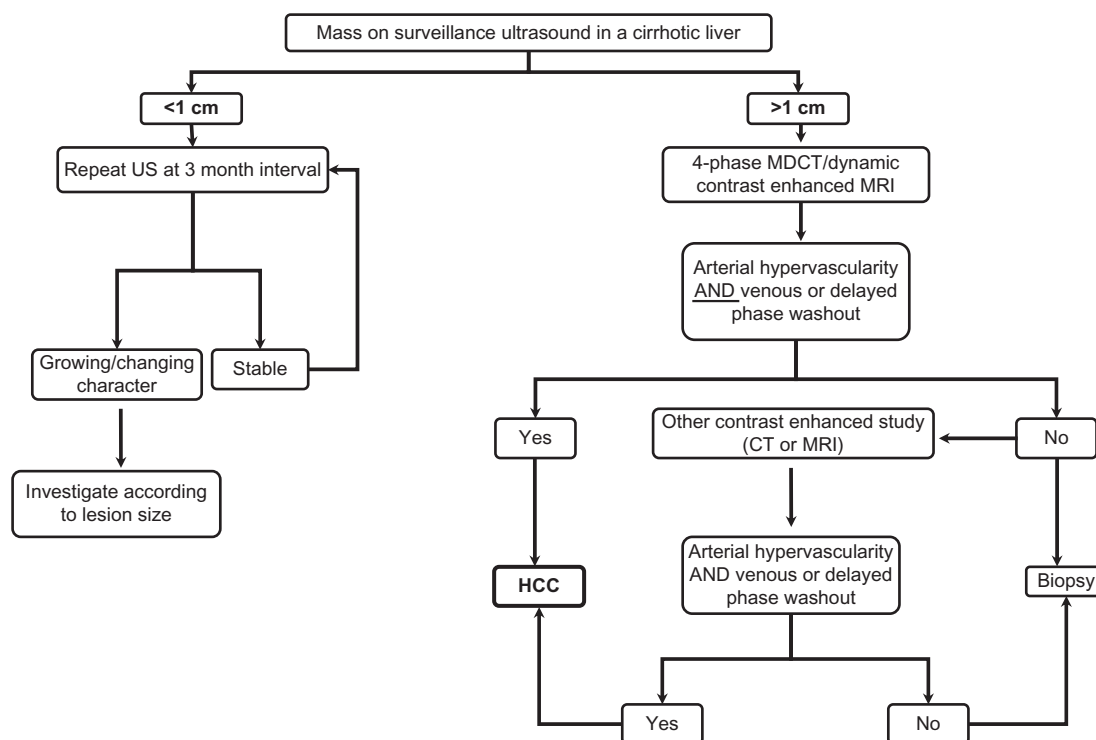 Mass on surveillance ultrasound in a cirrhotic liver
<1 cm
>1 cm
Repeat US at 3 month interval
4-phase MDCT/dynamic
contrast enhanced MRI
Arterial hypervascularity
AND venous or delayed
phase washout
Growing/changing
character
Stable
Yes
Other contrast enhanced study
(CT or MRI)
No
Investigate according
to lesion size
Arterial hypervascularity
AND venous or delayed
phase washout
HCC
Biopsy
Yes
No